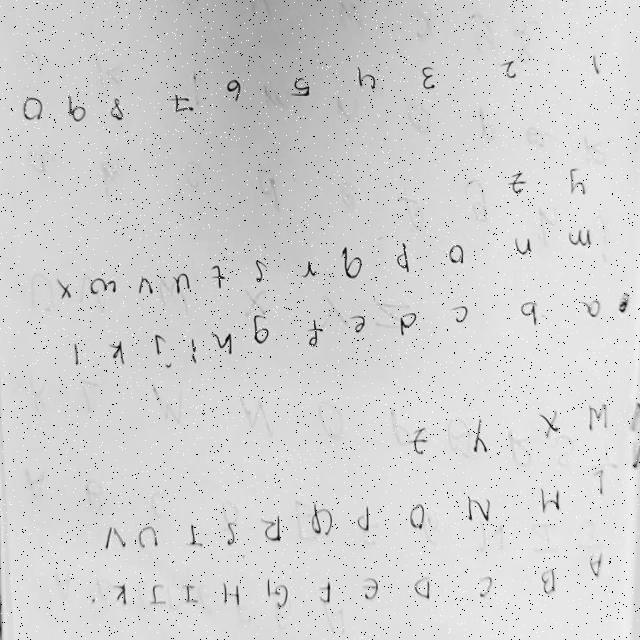 A B C D E F G H I J K
L M N O P Q R S T U V
W X Y Z
a b c d e f g h i j k l
m n o p q r s t u v w x
y z
1 2 3 4 5 6 7 8 9 0